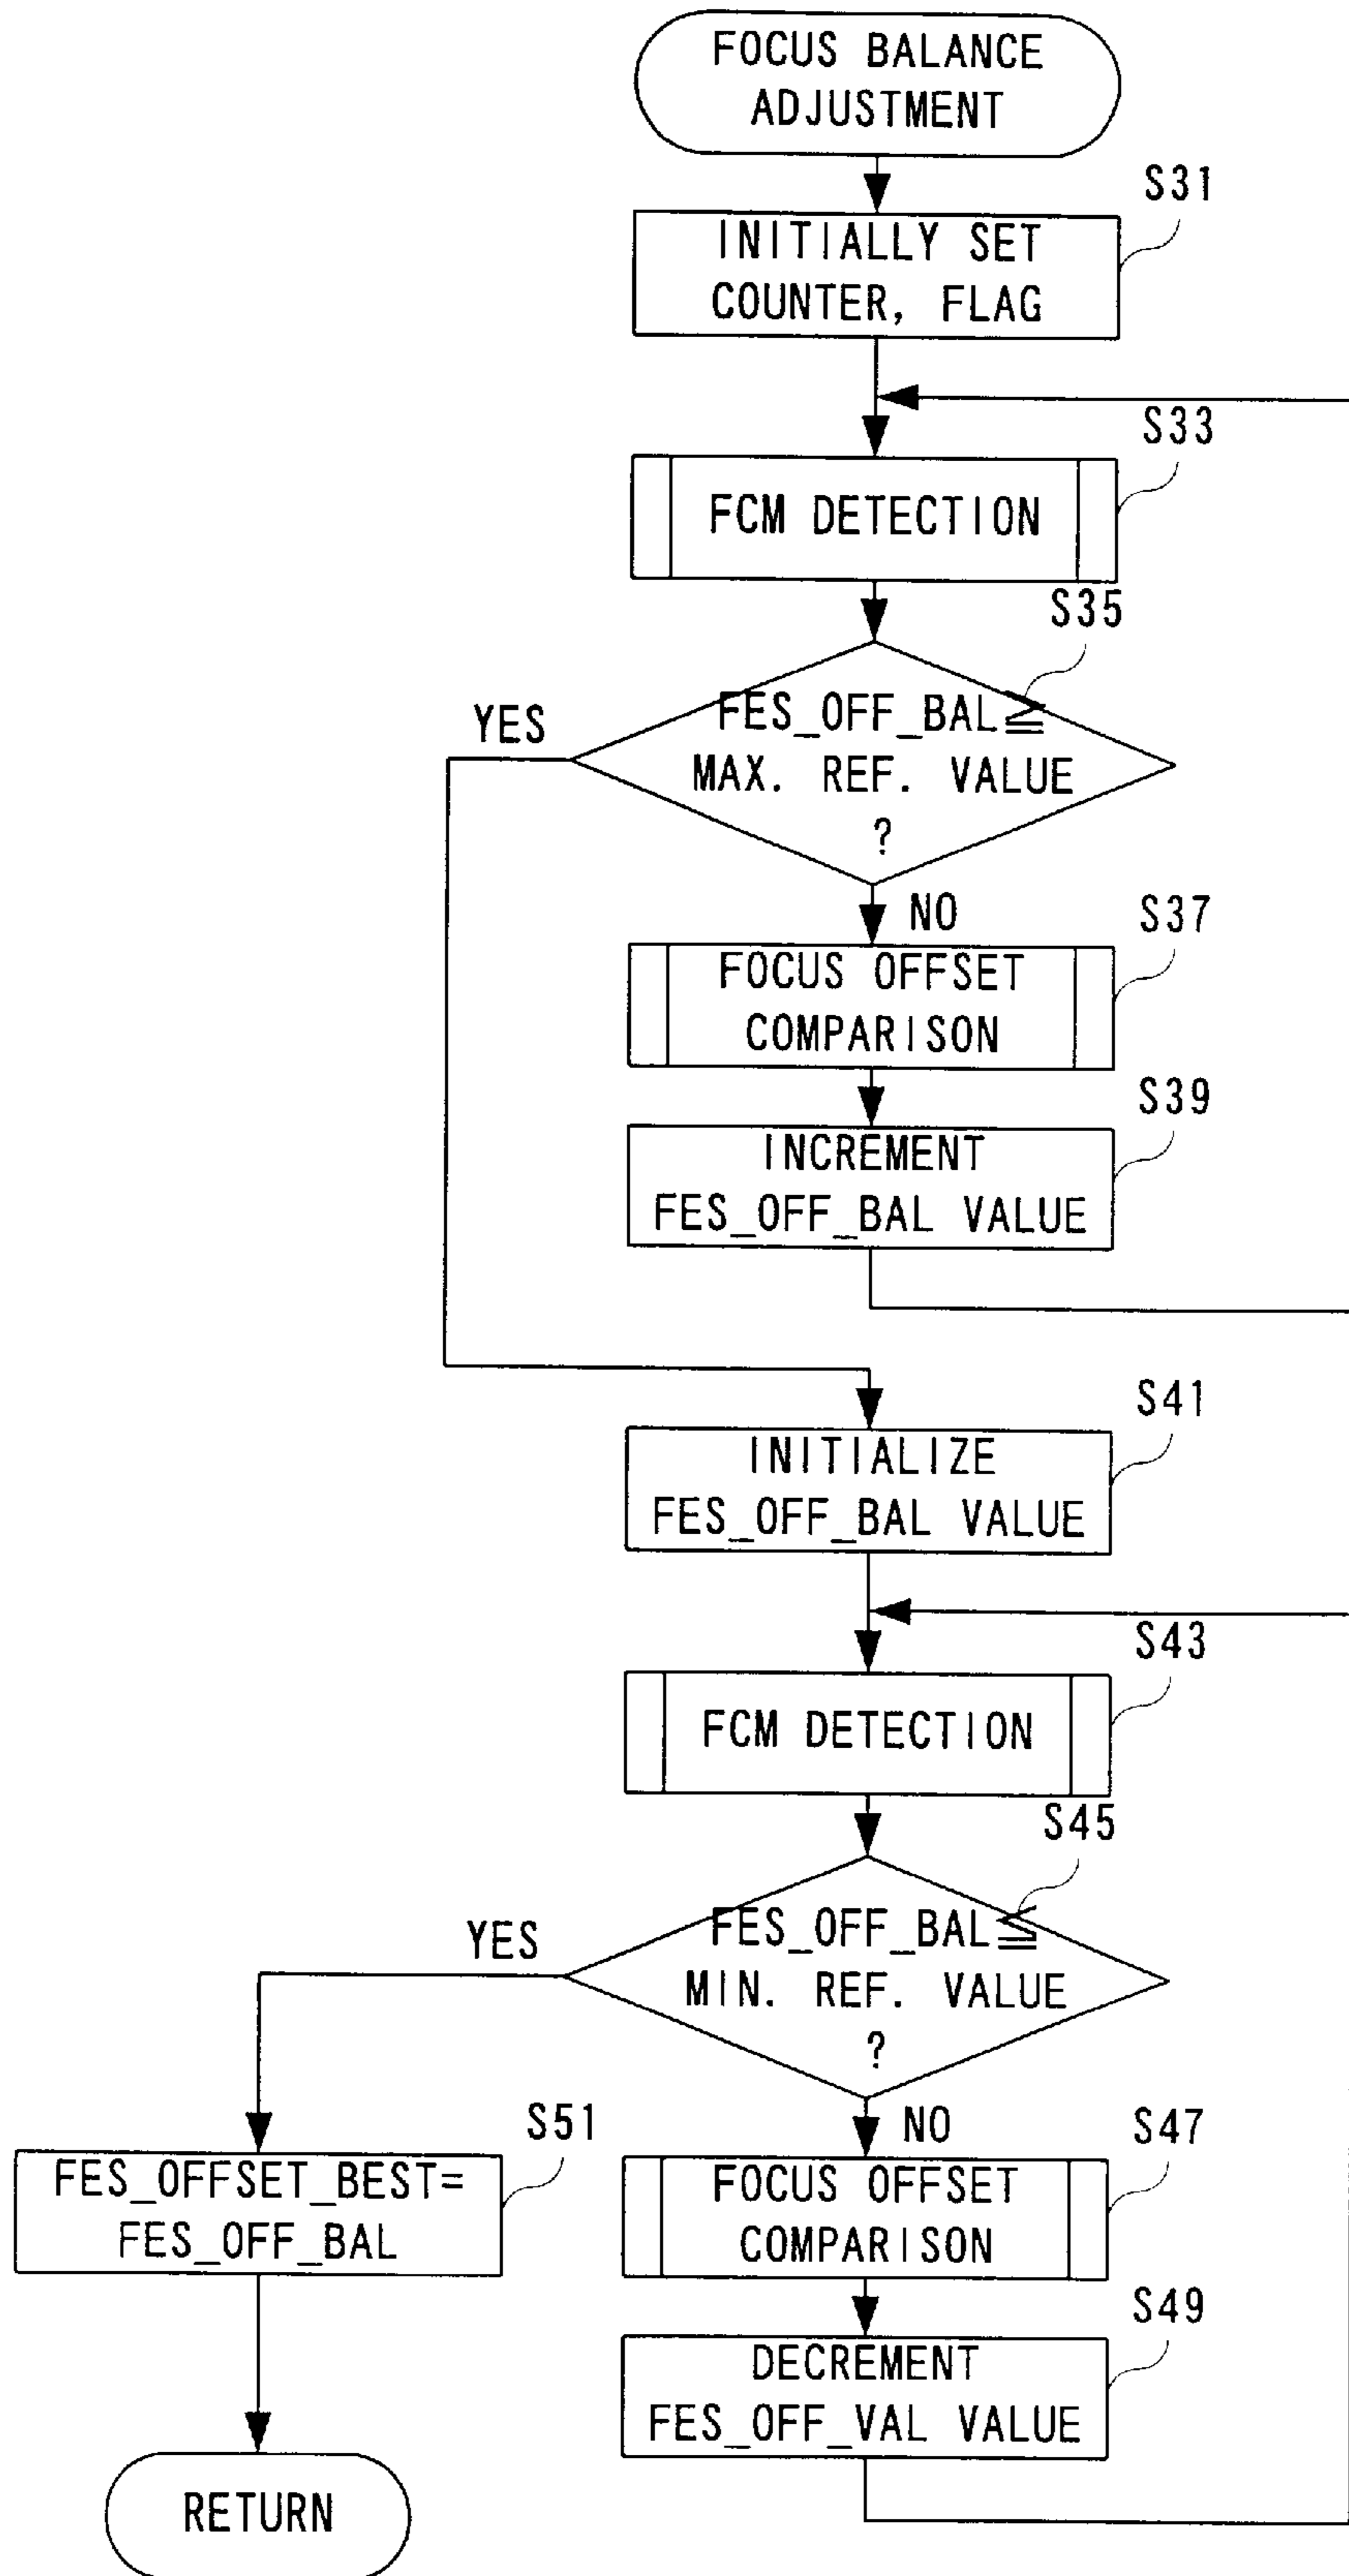 FOCUS BALANCE
ADJUSTMENT
S31
INITIALLY SET
COUNTER, FLAG
S33
FCM DETECTION
S35
YES
FES_OFF_BAL≧
MAX. REF. VALUE
?
NO
S37
FOCUS OFFSET
COMPARISON
S39
INCREMENT
FES_OFF_BAL VALUE
S41
INITIALIZE
FES_OFF_BAL VALUE
S43
FCM DETECTION
S45
YES
FES_OFF_BAL≦
MIN. REF. VALUE
?
NO
S47
FOCUS OFFSET
COMPARISON
S51
FES_OFFSET_BEST=
FES_OFF_BAL
S49
DECREMENT
FES_OFF_VAL VALUE
RETURN